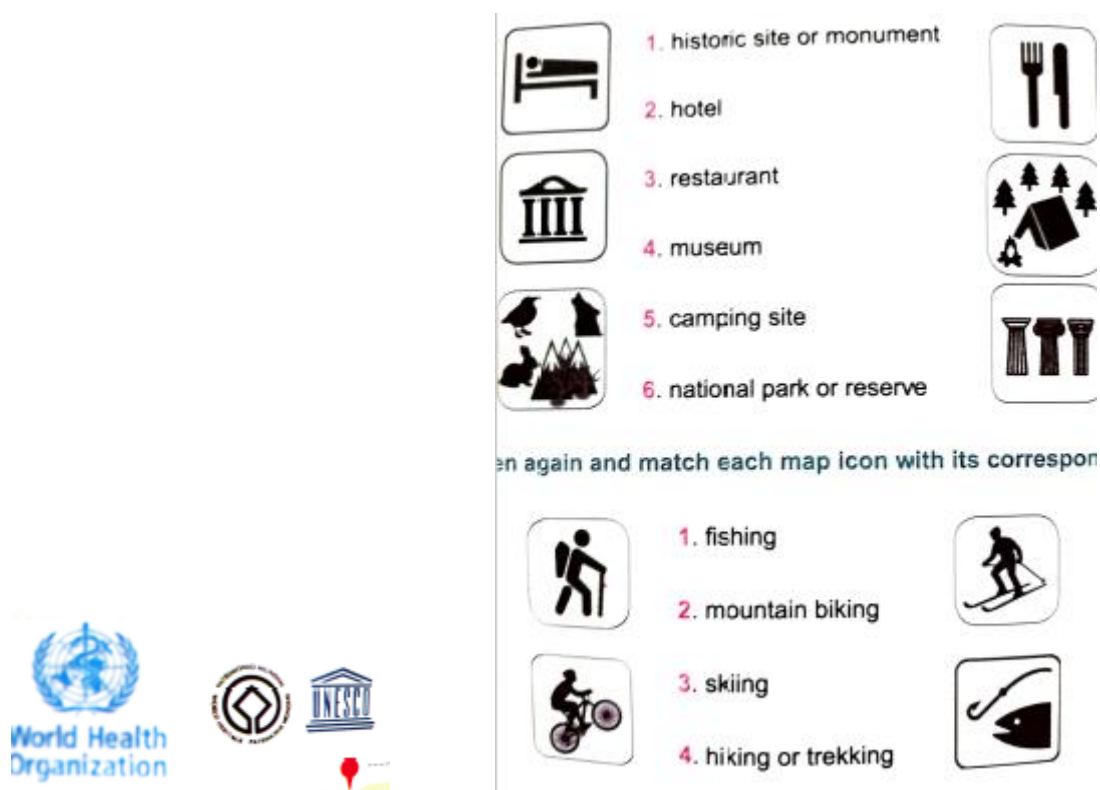 1. historic site or monument
2. hotel
3. restaurant
4. museum
5. camping site
6. national park or reserve
again and match each map icon with its
1. fishing
2. mountain biking
3. skiing
4. hiking or trekking
World Health
Organization
UNESCO